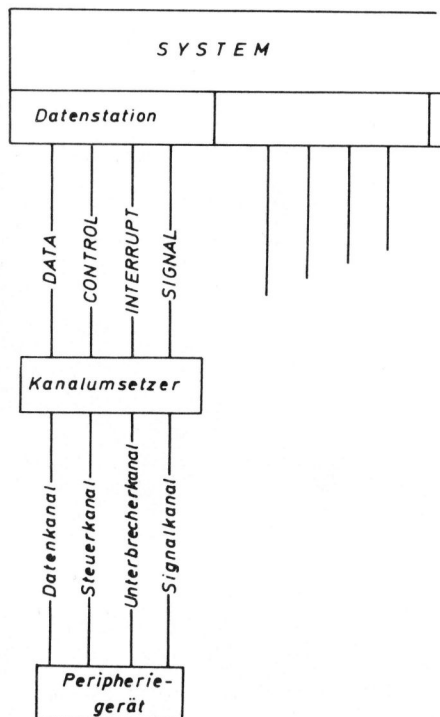 SYSTEM
Datenstation
DATA
CONTROL
INTERRUPT
SIGNAL
Kanalumsetzer
Datenkanal
Steuerkanal
Unterbrecherkanal
Signalkanal
Peripherie-
gerät